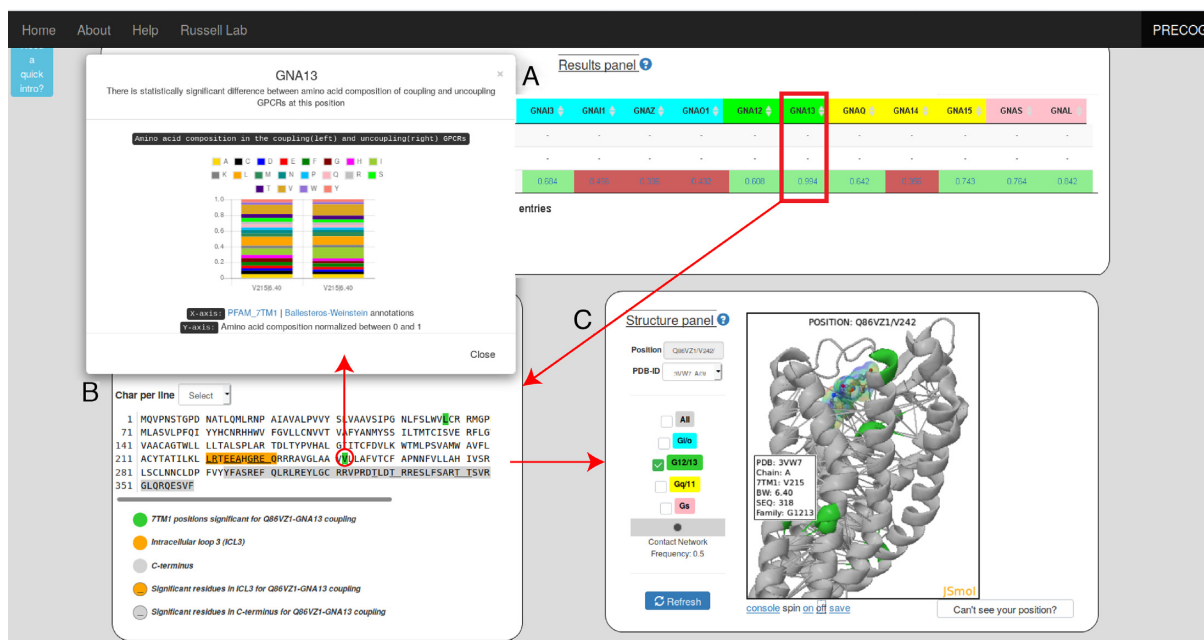 Home About Help Russell Lab PRECOG
a
quick
intro?
GNA13 ×
There is statistically significant difference between amino acid composition of coupling and uncoupling
GPCRs at this position
Amino acid composition in the coupling(left) and uncoupling(right) GPCRs
A C D E F G H I
K L M N P Q R S
T V W Y
1.0
0.8
0.6
0.4
0.2
0
V215|6.40 V215|6.40
X-axis: PFAM_7TM1 | Ballesteros-Weinstein annotations
Y-axis: Amino acid composition normalized between 0 and 1
Close
A
Results panel ?
GNAI3 GNAI1 GNAZ GNAO1 GNA12 GNA13 GNAQ GNA14 GNA15 GNAS GNAL
- - - - - - - - - - -
- - - - - - - - - - -
0.684 0.608 0.994 0.642 0.743 0.764 0.842
entries
B
Char per line Select
1 MQVPNSTGPD NATLQMLRNP AIAVALPVVY SLVAAVSIPG NLFSLWVLCR RMGP
71 MLASVLPFQI YYHCNRHHWV FGVLLCNVVT VAFYANMYSS ILTMTCISVE RFLG
141 VAACAGTWLL LLTALSPLAR TDLTYPVHAL GIITCFDVLK WTMLPSVAMW AVFL
211 ACYTATILKL LRTEEAHGRE QRRRAVGLAA VVLLAFVTCF APNNFVLLAH IVSR
281 LSCLNNCLDP FVYYFASREF QLRLREYLGC RRVPRDTLDT RRESLFSART TSVR
351 GLQRQESVF
7TM1 positions significant for Q86VZ1-GNA13 coupling
Intracellular loop 3 (ICL3)
C-terminus
Significant residues in ICL3 for Q86VZ1-GNA13 coupling
Significant residues in C-terminus for Q86VZ1-GNA13 coupling
C
Structure panel ?
Position Q86VZ1/V242/
PDB-ID 3VW7_A
All
Gi/o
G12/13
Gq/11
Gs
Contact Network
Frequency: 0.5
Refresh
POSITION: Q86VZ1/V242
PDB: 3VW7
Chain: A
7TM1: V215
BW: 6.40
SEQ: 318
Family: G1213
JSmol
console spin on off save
Can't see your position?